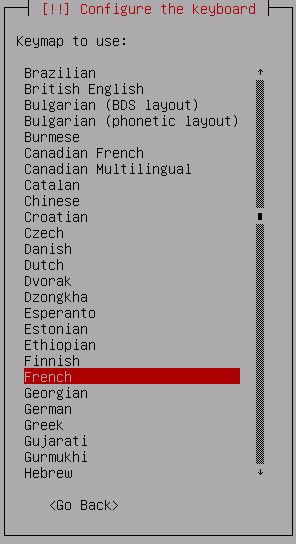 [!!] Configure the keyboard
Keymap to use:
Brazilian
British English
Bulgarian (BDS layout)
Bulgarian (phonetic layout)
Burmese
Canadian French
Canadian Multilingual
Catalan
Chinese
Croatian
Czech
Danish
Dutch
Dvorak
Dzongkha
Esperanto
Estonian
Ethiopian
Finnish
French
Georgian
German
Greek
Gujarati
Gurmukhi
Hebrew
<Go Back>